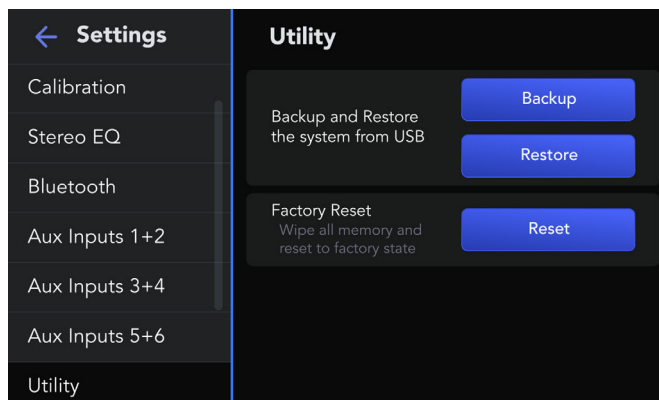 Settings
Calibration
Stereo EQ
Bluetooth
Aux Inputs 1+2
Aux Inputs 3+4
Aux Inputs 5+6
Utility
Utility
Backup and Restore
the system from USB
Backup
Restore
Factory Reset
Wipe all memory and
reset to factory state
Reset